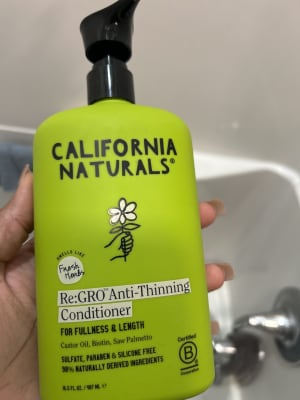 CALIFORNIA
NATURALS®
SMELLS LIKE
Fresh
Herbs
Re:GRO™ Anti-Thinning
Conditioner
FOR FULLNESS & LENGTH
Castor Oil, Biotin, Saw Palmetto
SULFATE, PARABEN & SILICONE FREE
98% NATURALLY DERIVED INGREDIENTS
Certified
B
Corporation